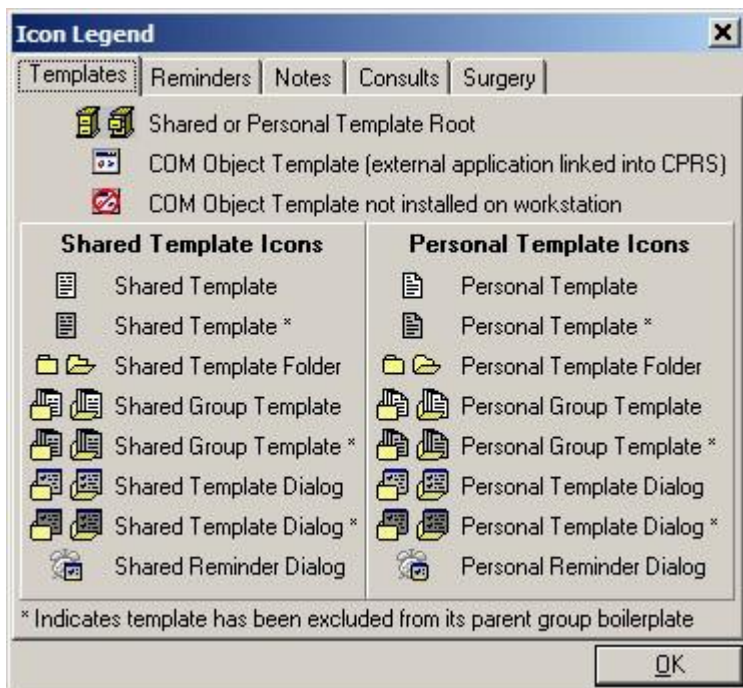 Icon Legend
Templates Reminders Notes Consults Surgery
Shared or Personal Template Root
COM Object Template (external application linked into CPRS)
COM Object Template not installed on workstation
Shared Template Icons
Shared Template
Shared Template *
Shared Template Folder
Shared Group Template
Shared Group Template *
Shared Template Dialog
Shared Template Dialog *
Shared Reminder Dialog
Personal Template Icons
Personal Template
Personal Template *
Personal Template Folder
Personal Group Template
Personal Group Template *
Personal Template Dialog
Personal Template Dialog *
Personal Reminder Dialog
* Indicates template has been excluded from its parent group boilerplate
OK